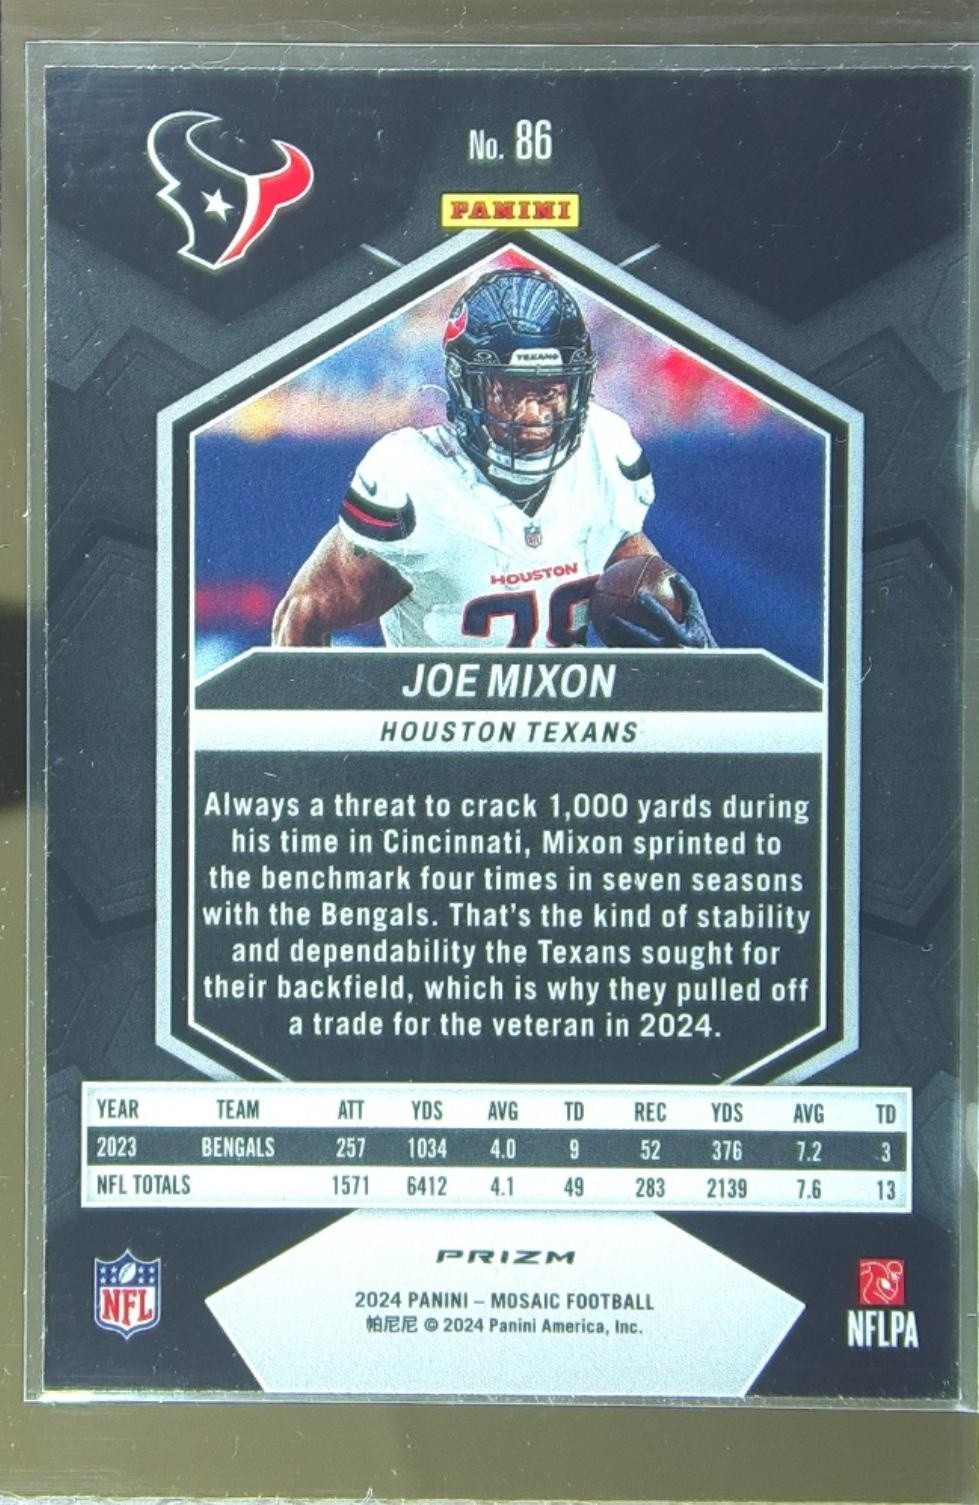 No. 86
PANINI
TEXANS
HOUSTON
28
JOE MIXON
HOUSTON TEXANS
Always a threat to crack 1,000 yards during
his time in Cincinnati, Mixon sprinted to
the benchmark four times in seven seasons
with the Bengals. That's the kind of stability
and dependability the Texans sought for
their backfield, which is why they pulled off
a trade for the veteran in 2024.
YEAR TEAM ATT YDS AVG TD REC YDS AVG TD
2023 BENGALS 257 1034 4.0 9 52 376 7.2 3
NFL TOTALS 1571 6412 4.1 49 283 2139 7.6 13
PRIZM
2024 PANINI – MOSAIC FOOTBALL
帕尼尼 © 2024 Panini America, Inc.
NFL
NFLPA